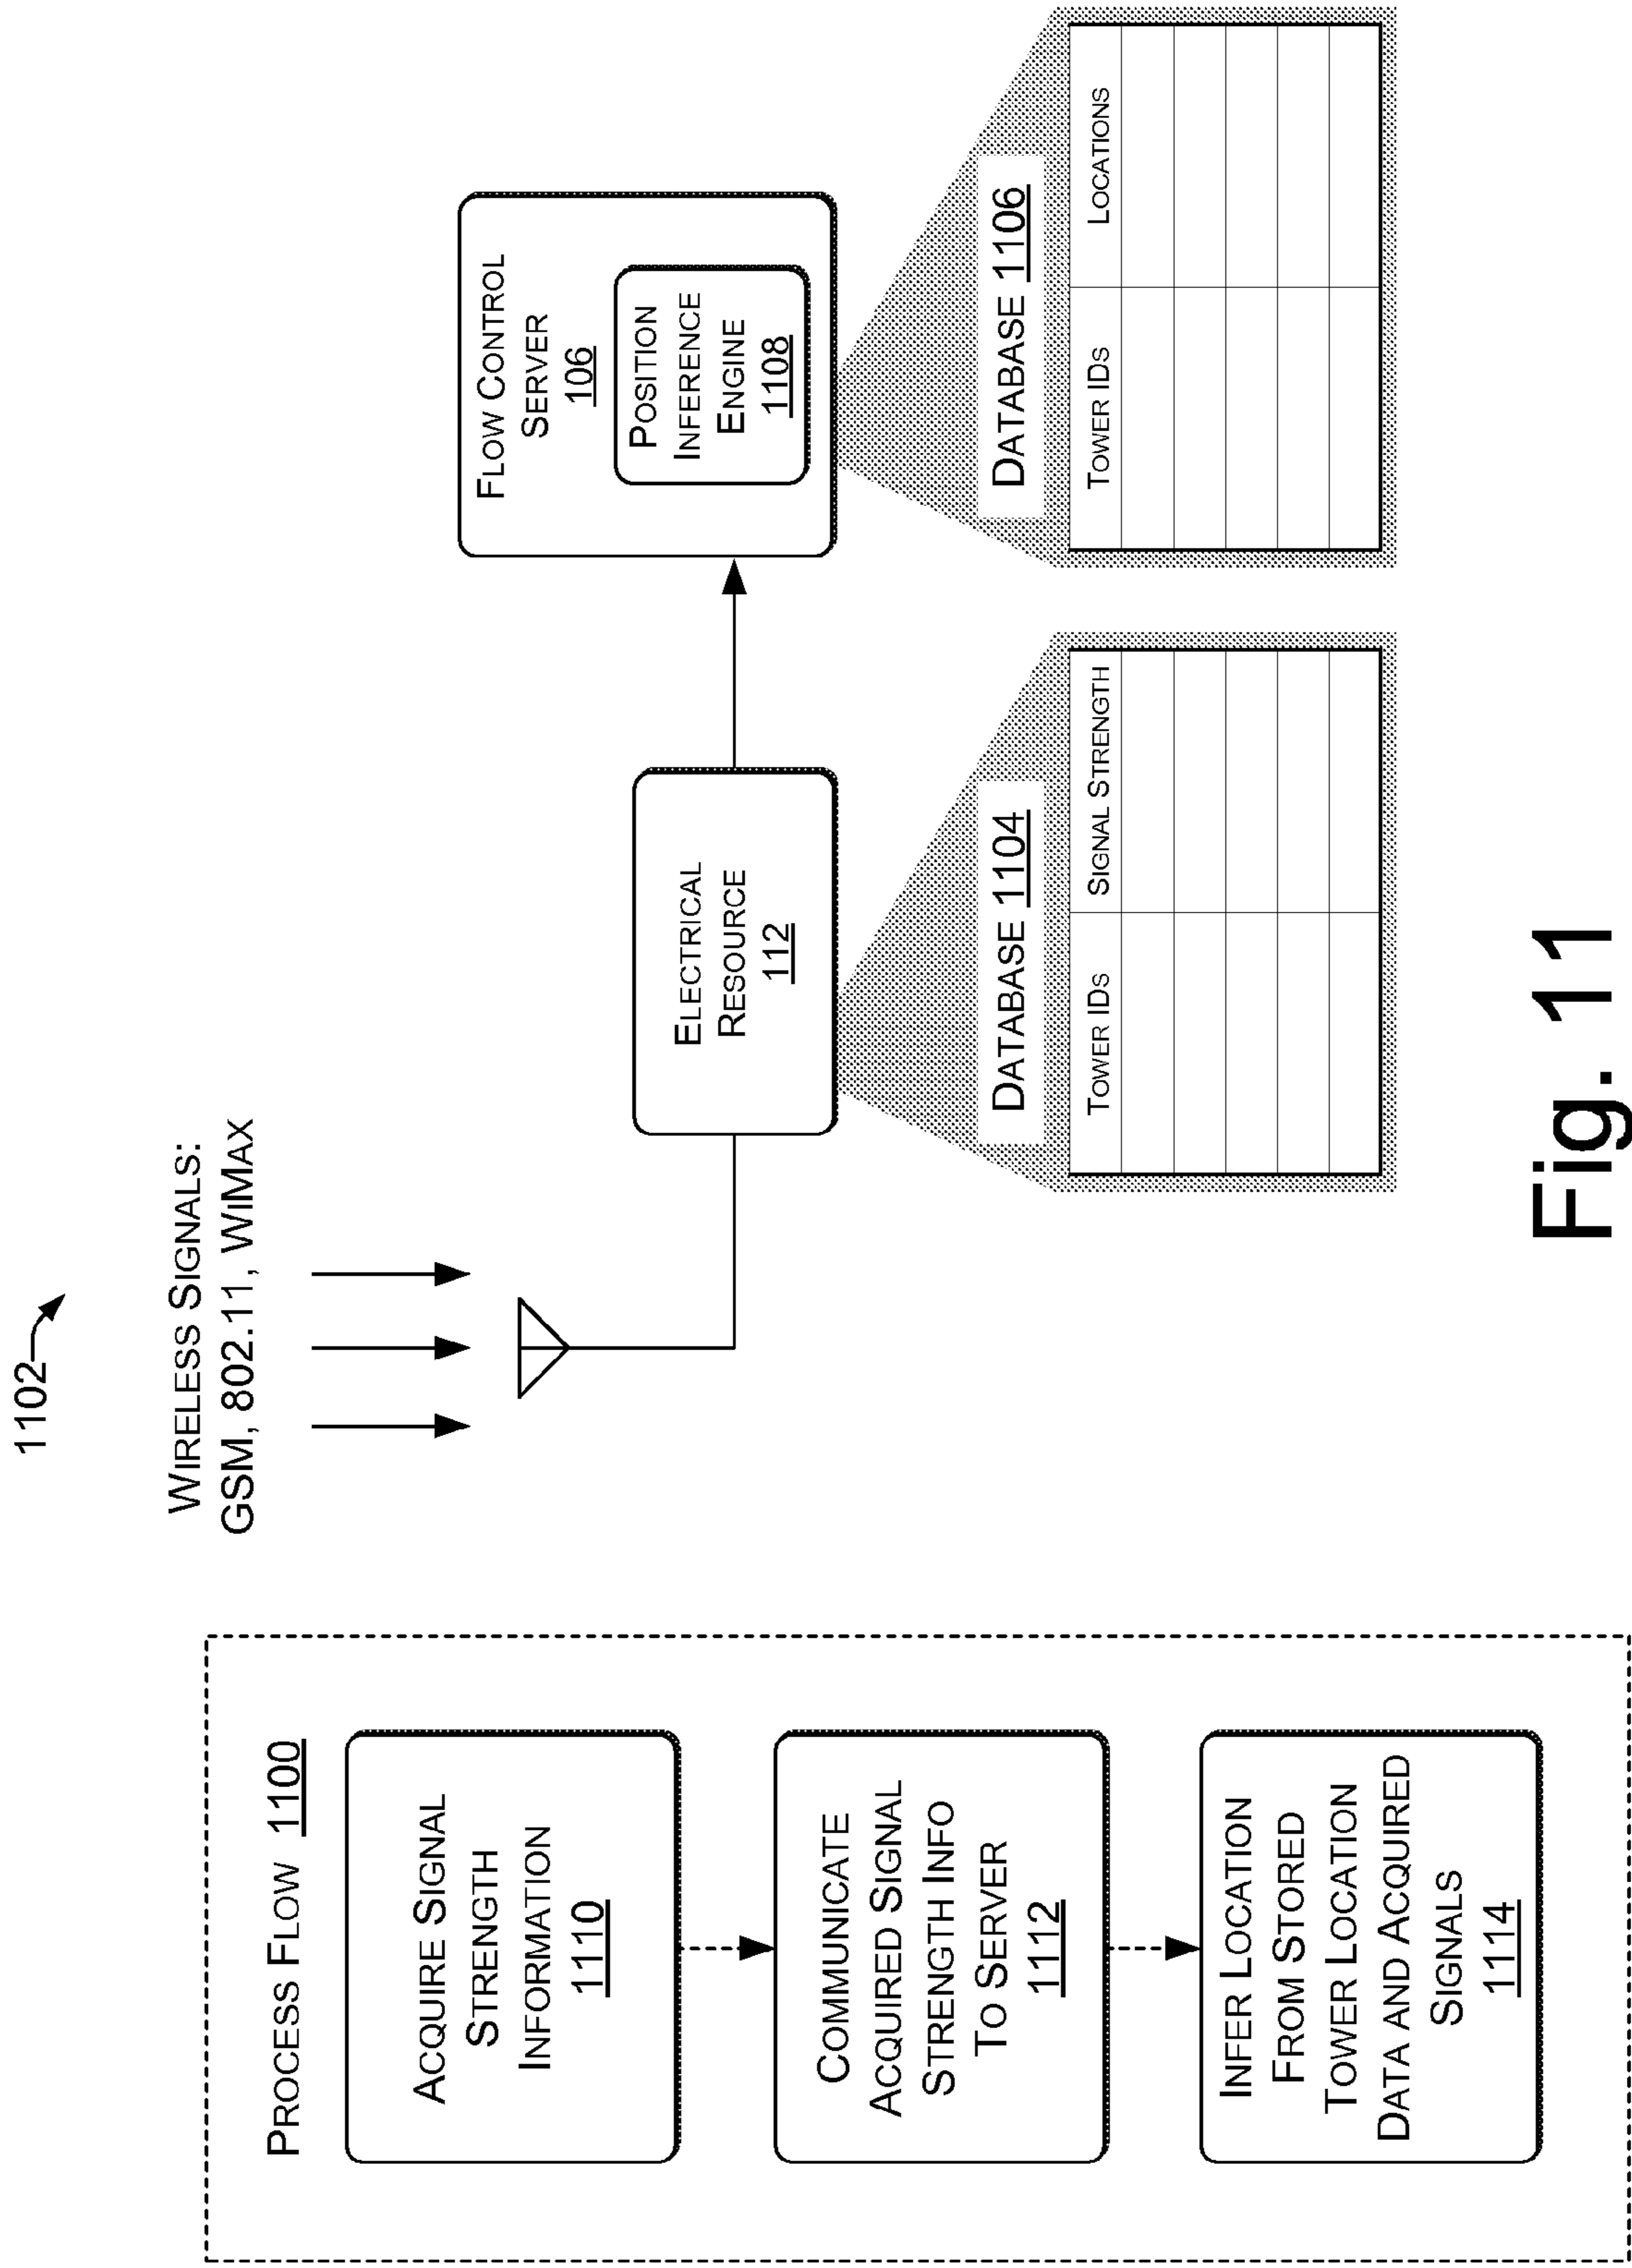 1102
WIRELESS SIGNALS:
GSM, 802.11, WIMAX
PROCESS FLOW 1100
ACQUIRE SIGNAL
STRENGTH
INFORMATION
1110
COMMUNICATE
ACQUIRED SIGNAL
STRENGTH INFO
TO SERVER
1112
INFER LOCATION
FROM STORED
TOWER LOCATION
DATA AND ACQUIRED
SIGNALS
1114
ELECTRICAL
RESOURCE
112
FLOW CONTROL
SERVER
106
POSITION
INFERENCE
ENGINE
1108
DATABASE 1104
TOWER IDS SIGNAL STRENGTH
DATABASE 1106
TOWER IDS LOCATIONS
Fig. 11